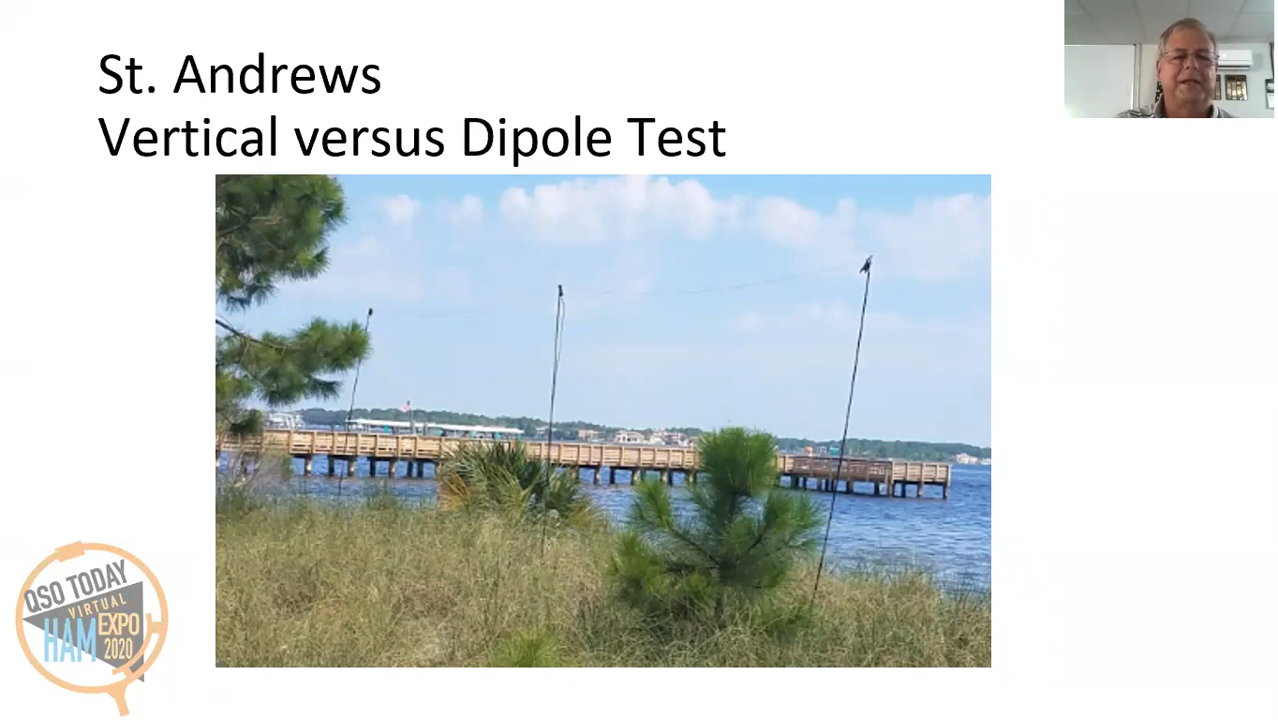 St. Andrews
Vertical versus Dipole Test
QSO TODAY
VIRTUAL
HAM EXPO
2020